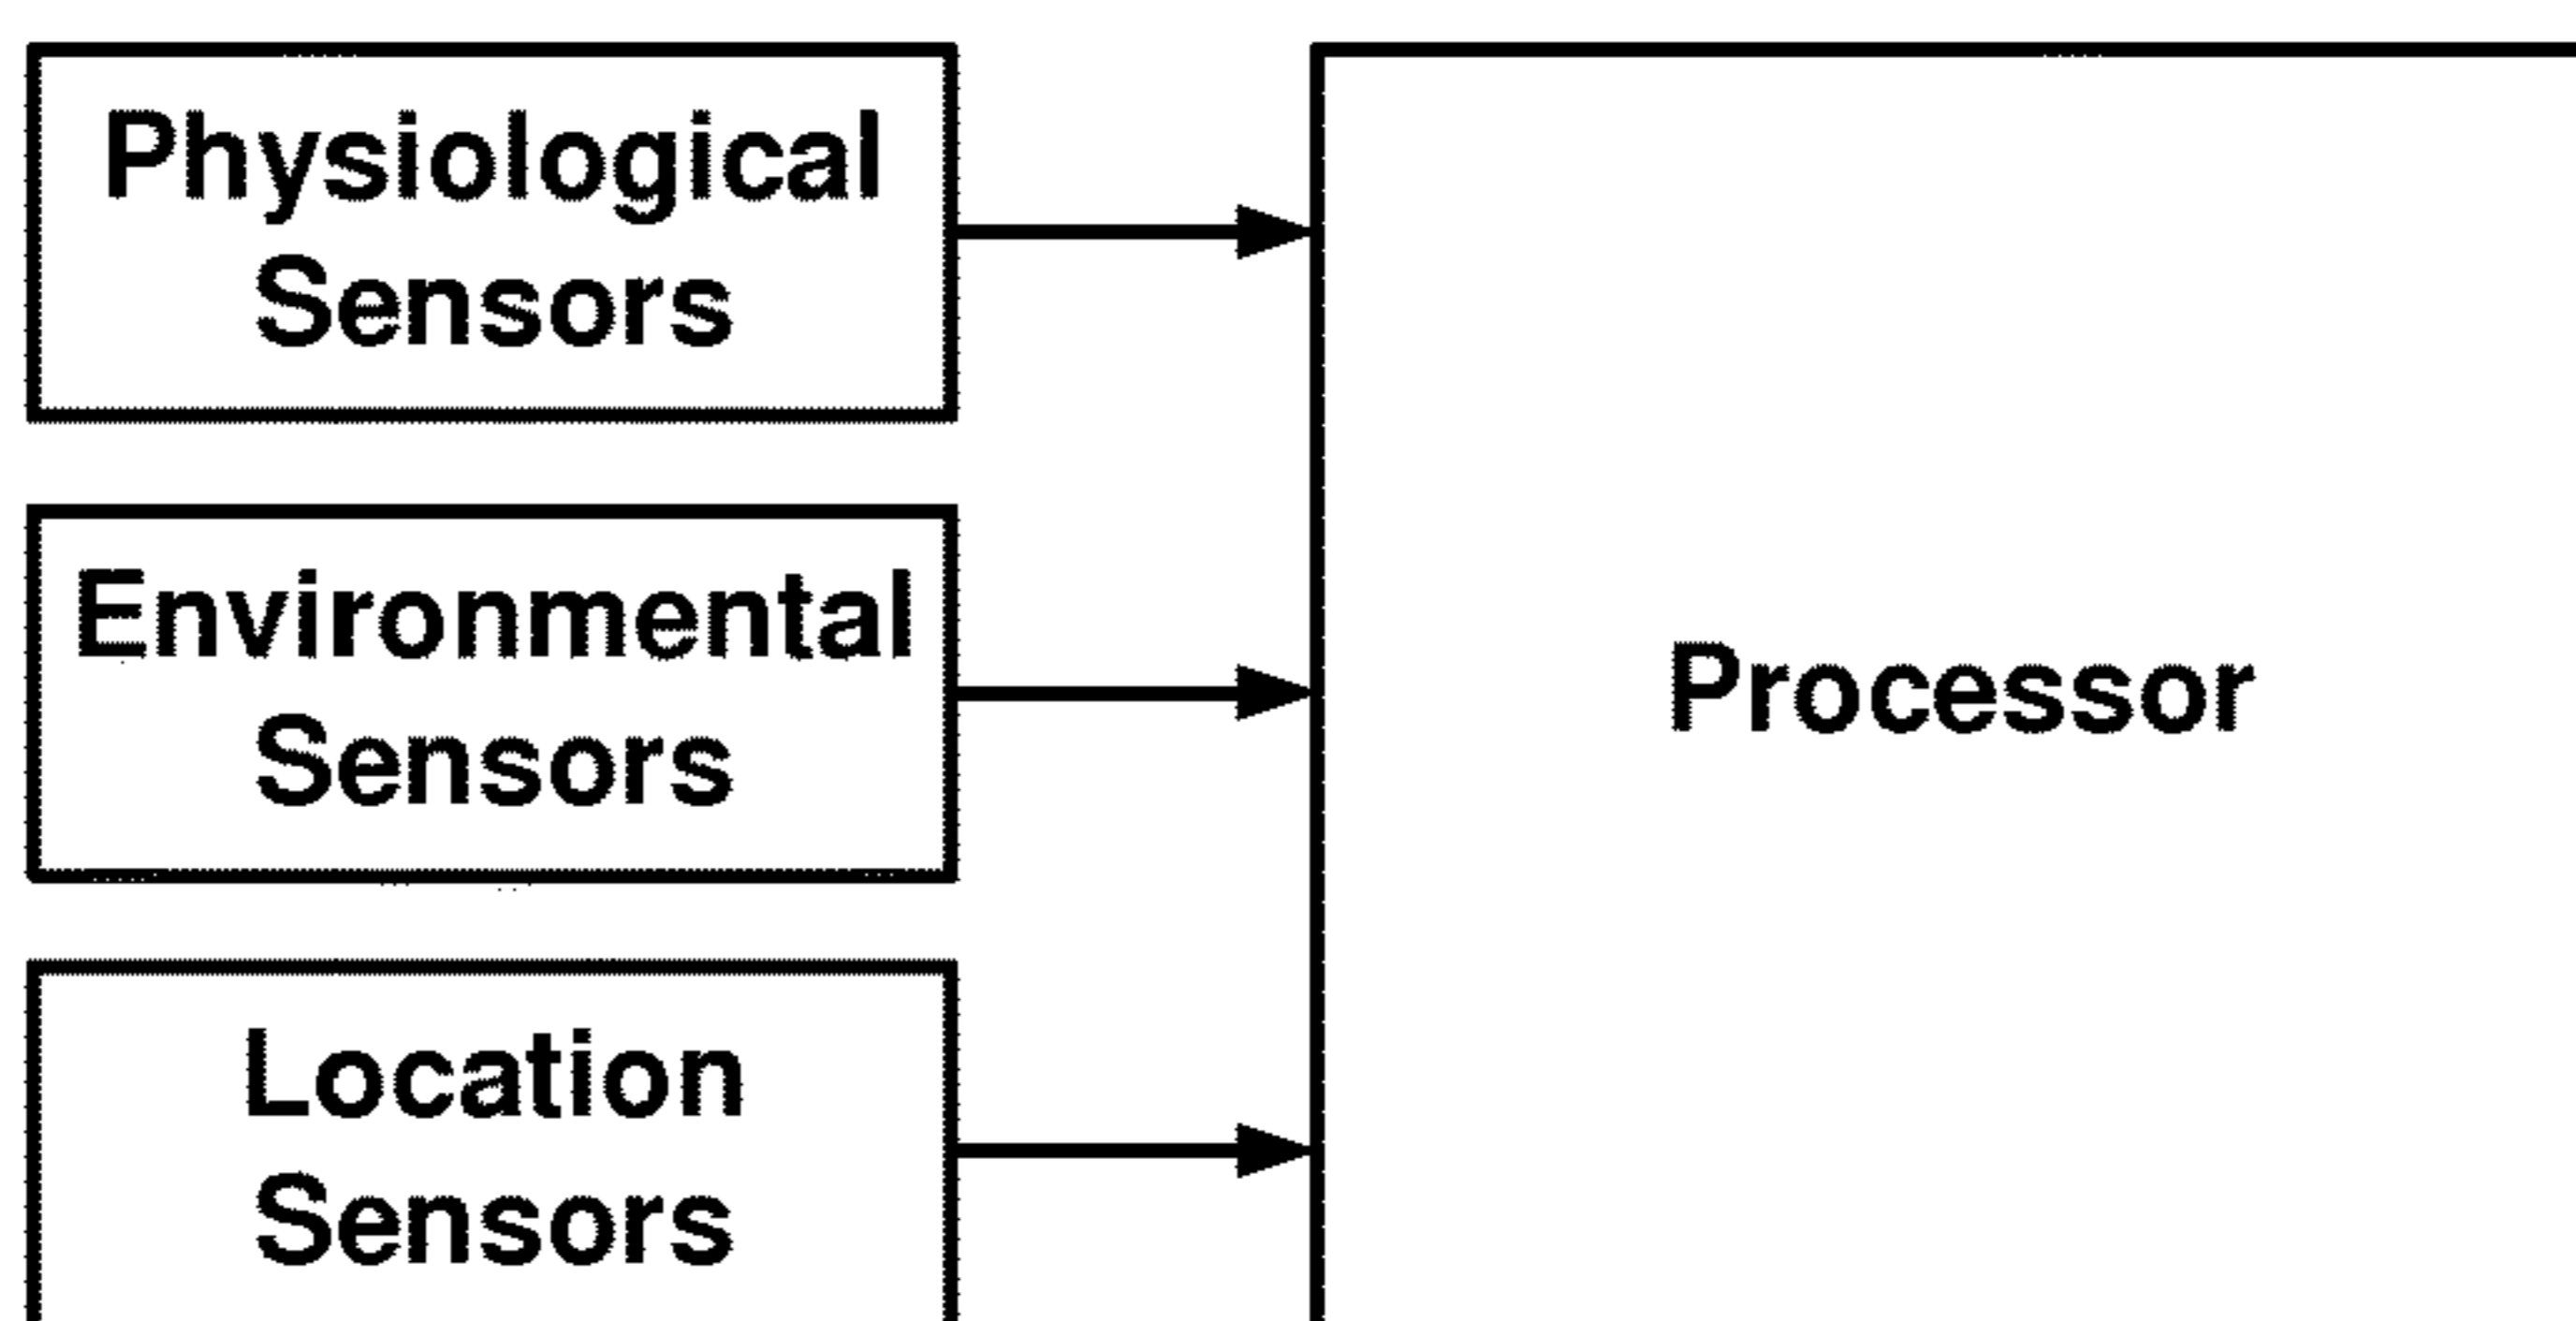 Physiological
Sensors
Environmental
Sensors
Processor
Location
Sensors